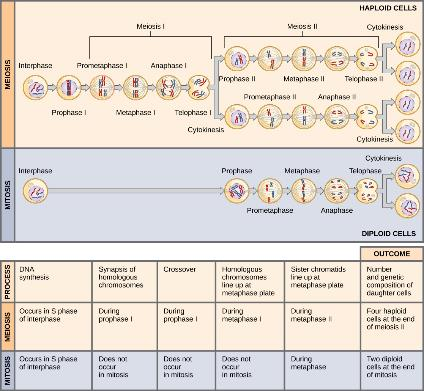 HAPLOID CELLS
Meiosis I
Meiosis II
Cytokinesis
Interphase
Prometaphase I
Anaphase I
Prophase II
Metaphase II
Telophase II
Prometaphase II
Anaphase II
Prophase I
Metaphase I
Telophase I
Cytokinesis
Cytokinesis
MEIOSIS
Interphase
Prophase
Metaphase
Telophase
Cytokinesis
Prometaphase
Anaphase
MITOSIS
DIPLOID CELLS
OUTCOME
PROCESS
DNA
synthesis
Synapsis of
homologous
chromosomes
Crossover
Homologous
chromosomes
line up at
metaphase plate
Sister chromatids
line up at
metaphase plate
Number
and genetic
composition of
daughter cells
MEIOSIS
Occurs in S phase
of interphase
During
prophase I
During
prophase I
During
metaphase I
During
metaphase II
Four haploid
cells at the end
of meiosis II
MITOSIS
Occurs in S phase
of interphase
Does not
occur
in mitosis
Does not
occur
in mitosis
Does not
occur
in mitosis
During
metaphase
Two diploid
cells at the end
of mitosis